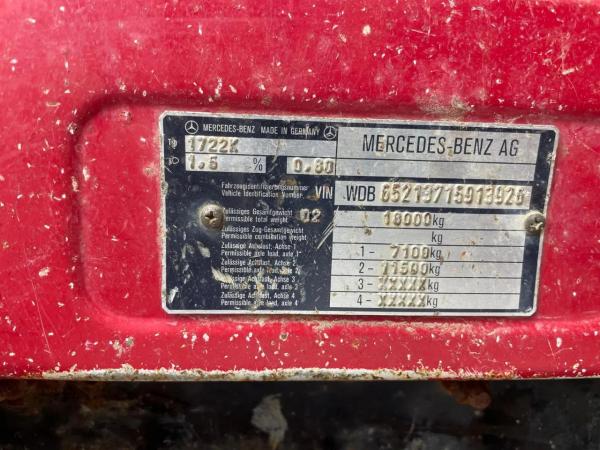 MERCEDES-BENZ MADE IN GERMANY
MERCEDES-BENZ AG
1722K
1.5 % 0.80
Fahrzeugidentifizierungsnummer
Vehicle Identification Number VIN WDB 65213715913926
Zulässiges Gesamtgewicht
Permissible total weight 02 18000kg
Zulässiges Zug-Gesamtgewicht
Permissible combination weight kg
Zulässige Achslast, Achse 1
Permissible axle load, axle 1 1- 7100kg
Zulässige Achslast, Achse 2
Permissible axle load, axle 2 2- 11500kg
Zulässige Achslast, Achse 3
Permissible axle load, axle 3 3- XXXXXkg
Zulässige Achslast, Achse 4
Permissible axle load, axle 4 4- XXXXXkg